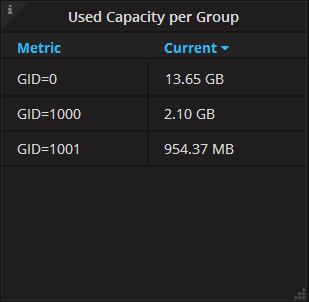 i
Used Capacity per Group
Metric Current
GID=0 13.65 GB
GID=1000 2.10 GB
GID=1001 954.37 MB